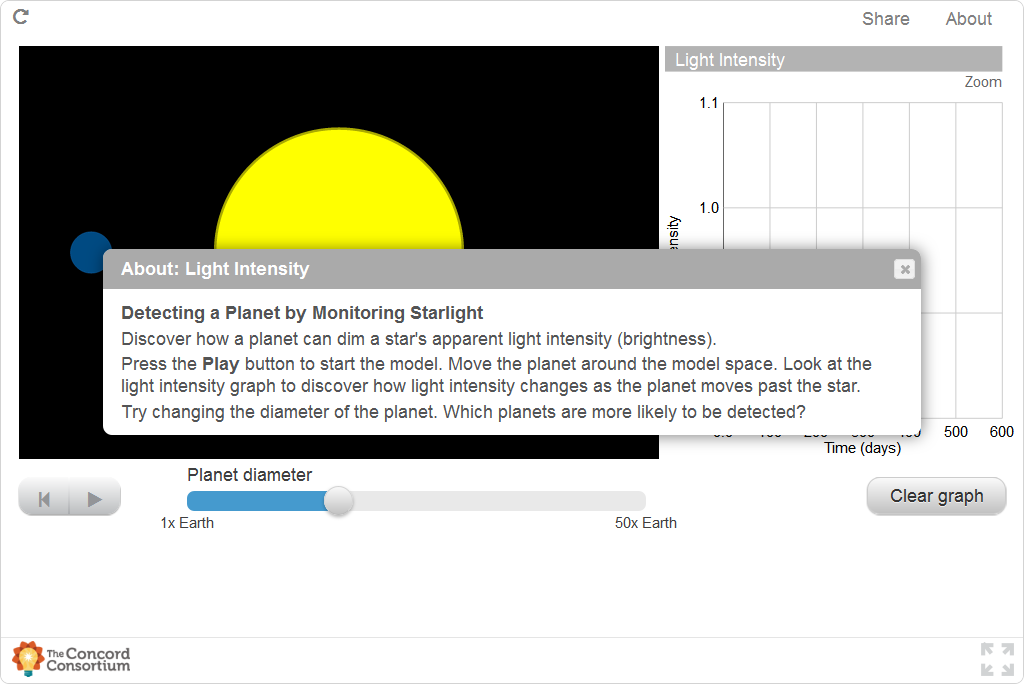 Share About
Light Intensity
Zoom
1.1
1.0
About: Light Intensity
Detecting a Planet by Monitoring Starlight
Discover how a planet can dim a star's apparent light intensity (brightness).
Press the Play button to start the model. Move the planet around the model space. Look at the
light intensity graph to discover how light intensity changes as the planet moves past the star.
Try changing the diameter of the planet. Which planets are more likely to be detected?
500 600
Time (days)
Planet diameter
1x Earth 50x Earth
Clear graph
The Concord
Consortium